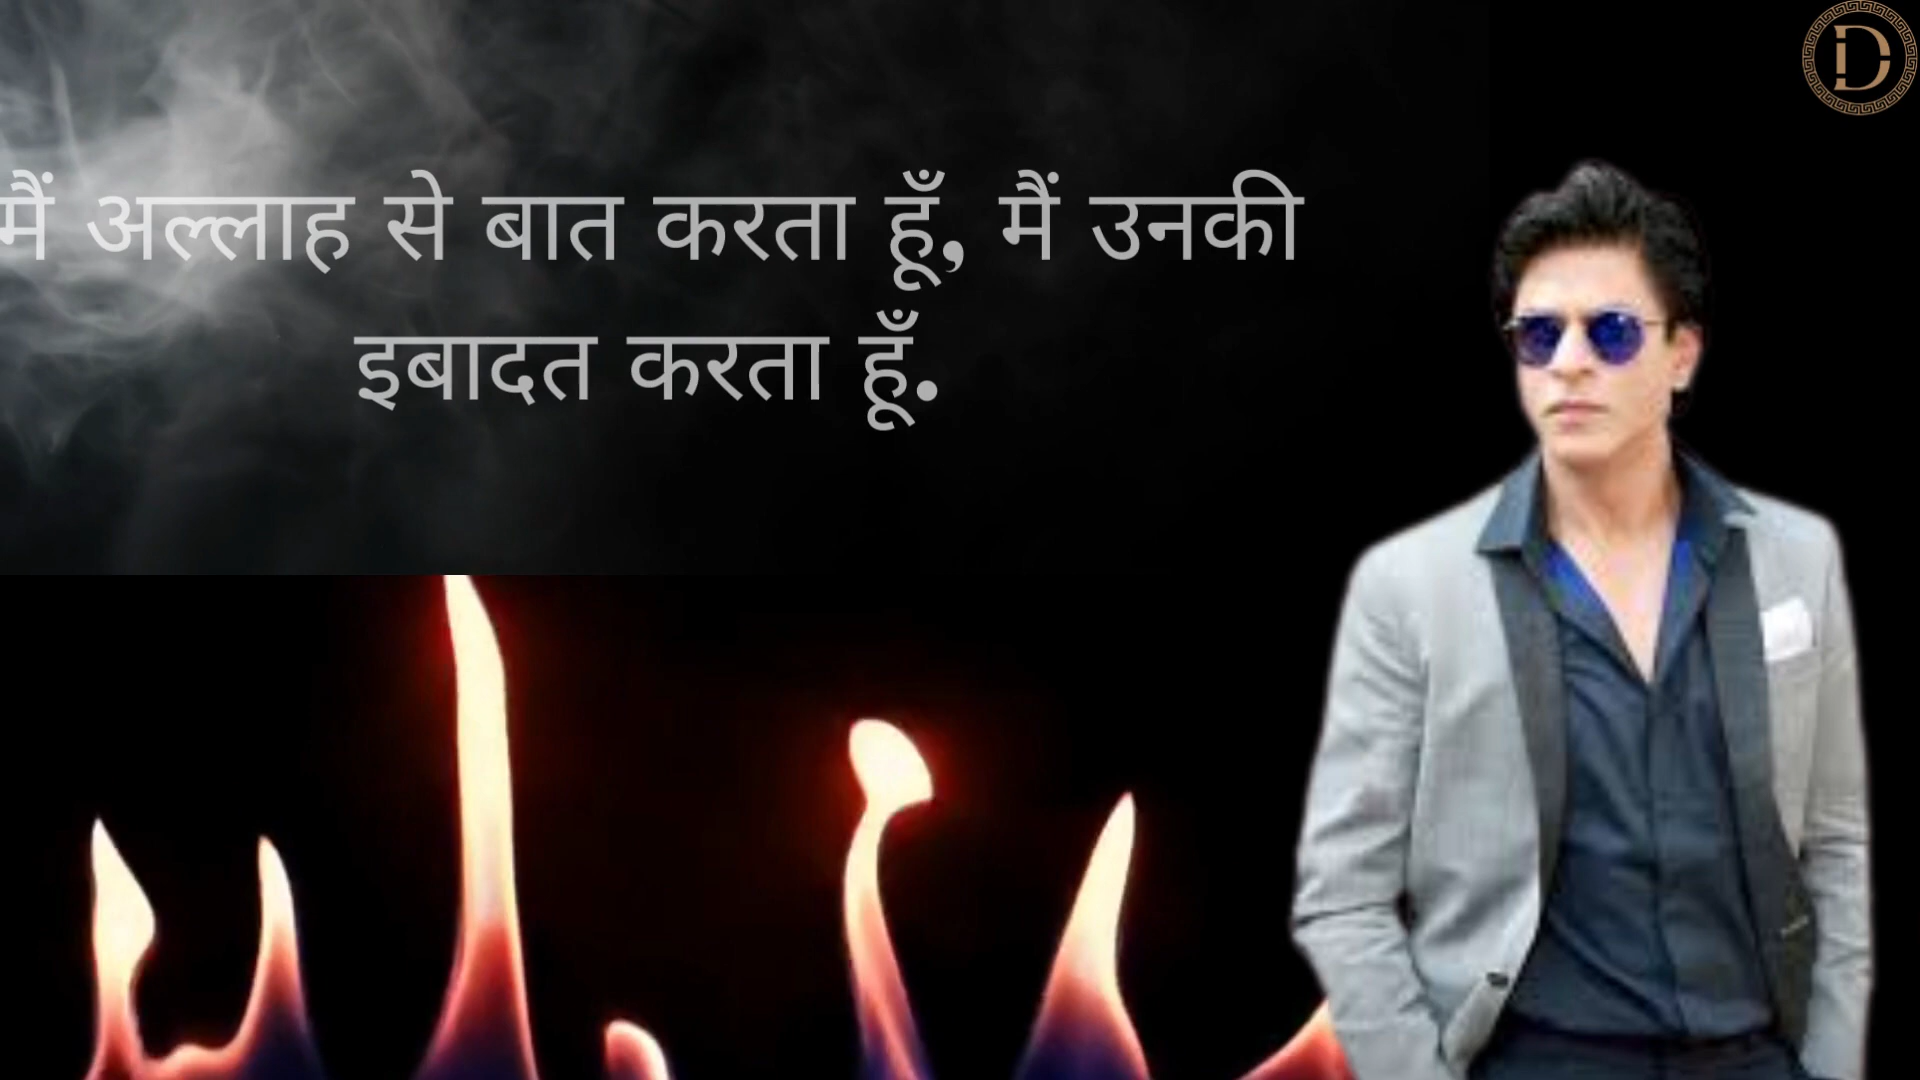 मैं अल्लाह से बात करता हूँ, मैं उनकी
इबादत करता हूँ.